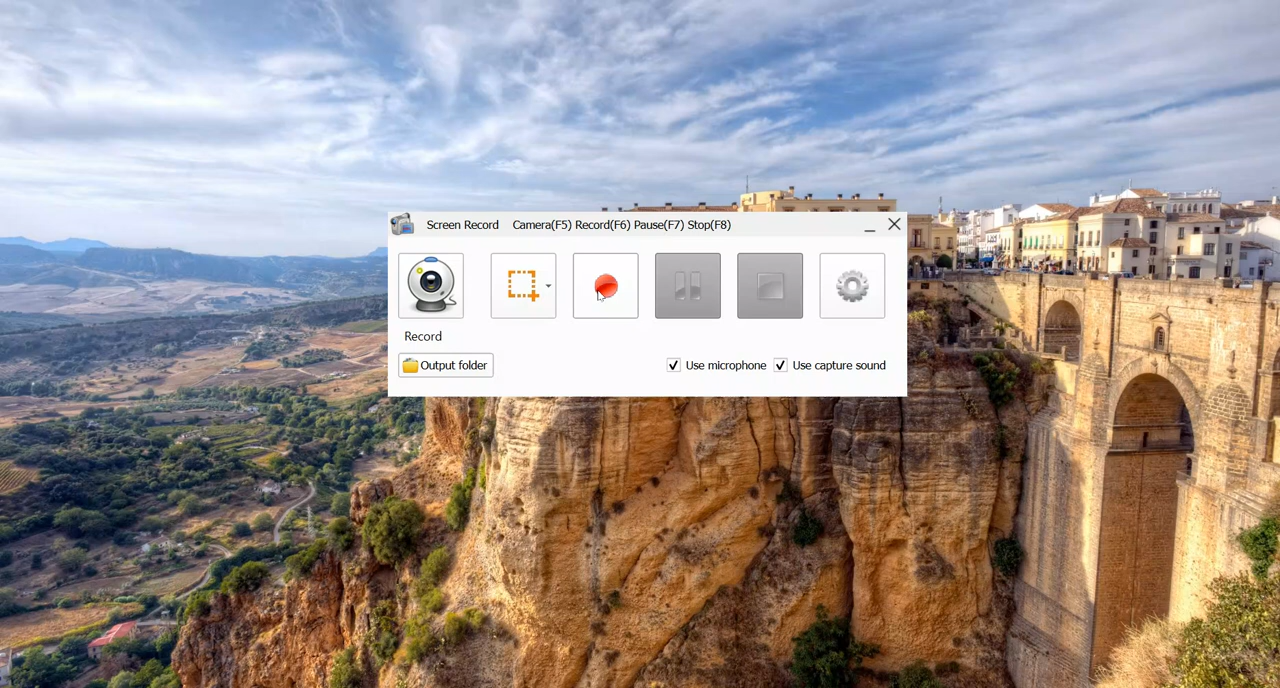 Screen Record Camera(F5) Record(F6) Pause(F7) Stop(F8)
Record
Output folder
Use microphone
Use capture sound